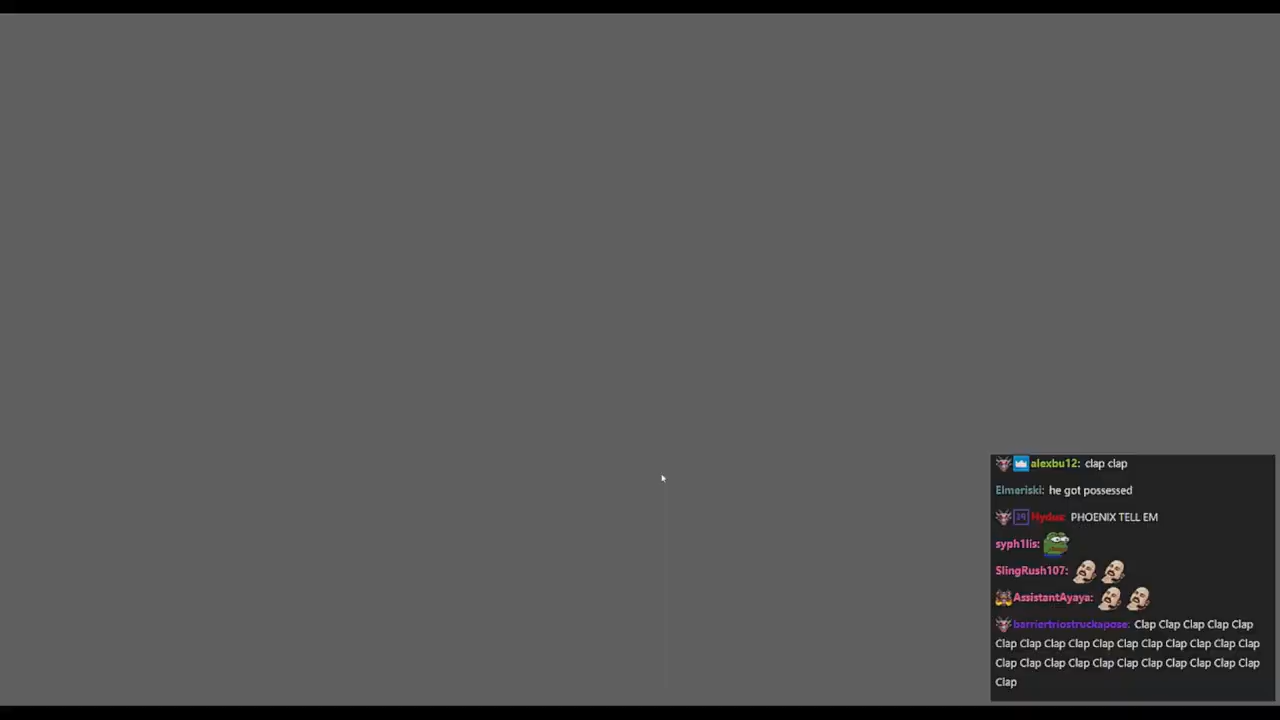 alexbu12: clap clap
Elmeriski: he got possessed
19 Nydus: PHOENIX TELL EM
syph1lis:
SlingRush107:
AssistantAyaya:
barriertriostruckapose: Clap Clap Clap Clap Clap
Clap Clap Clap Clap Clap Clap Clap Clap Clap Clap Clap
Clap Clap Clap Clap Clap Clap Clap Clap Clap Clap Clap
Clap